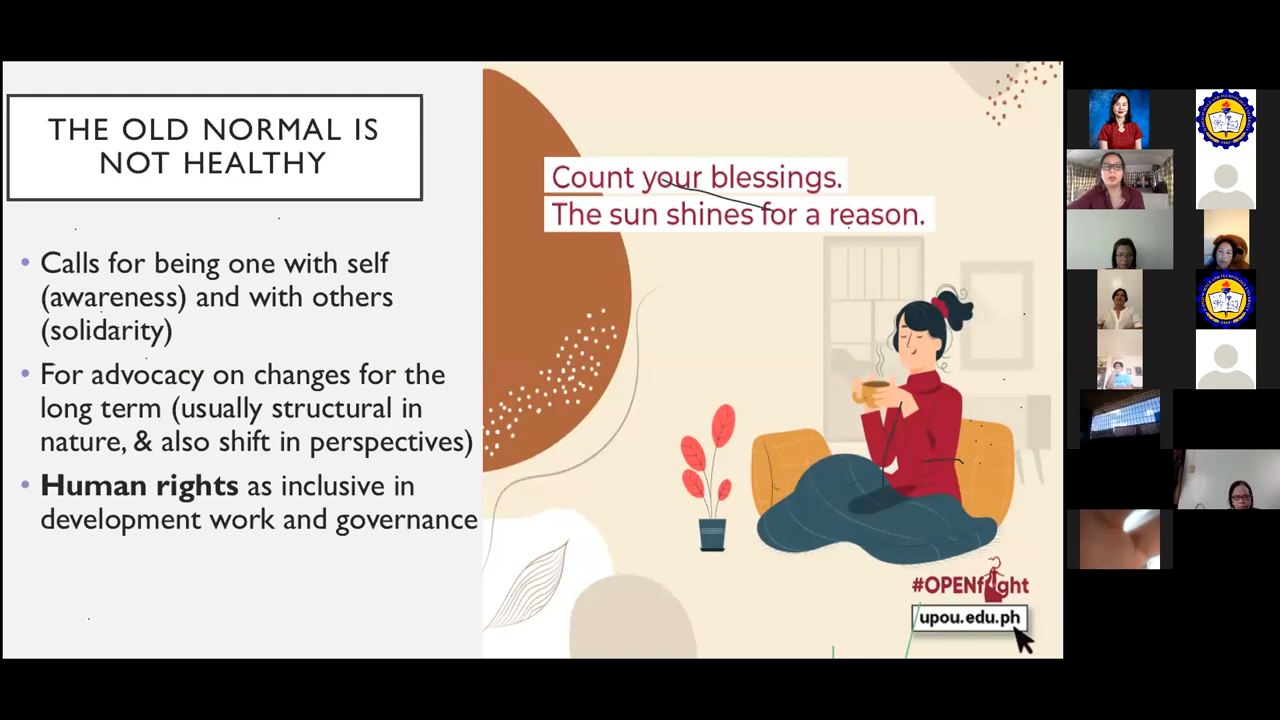 THE OLD NORMAL IS
NOT HEALTHY
• Calls for being one with self
(awareness) and with others
(solidarity)
• For advocacy on changes for the
long term (usually structural in
nature, & also shift in perspectives)
• Human rights as inclusive in
development work and governance
Count your blessings.
The sun shines for a reason.
#OPENfight
upou.edu.ph